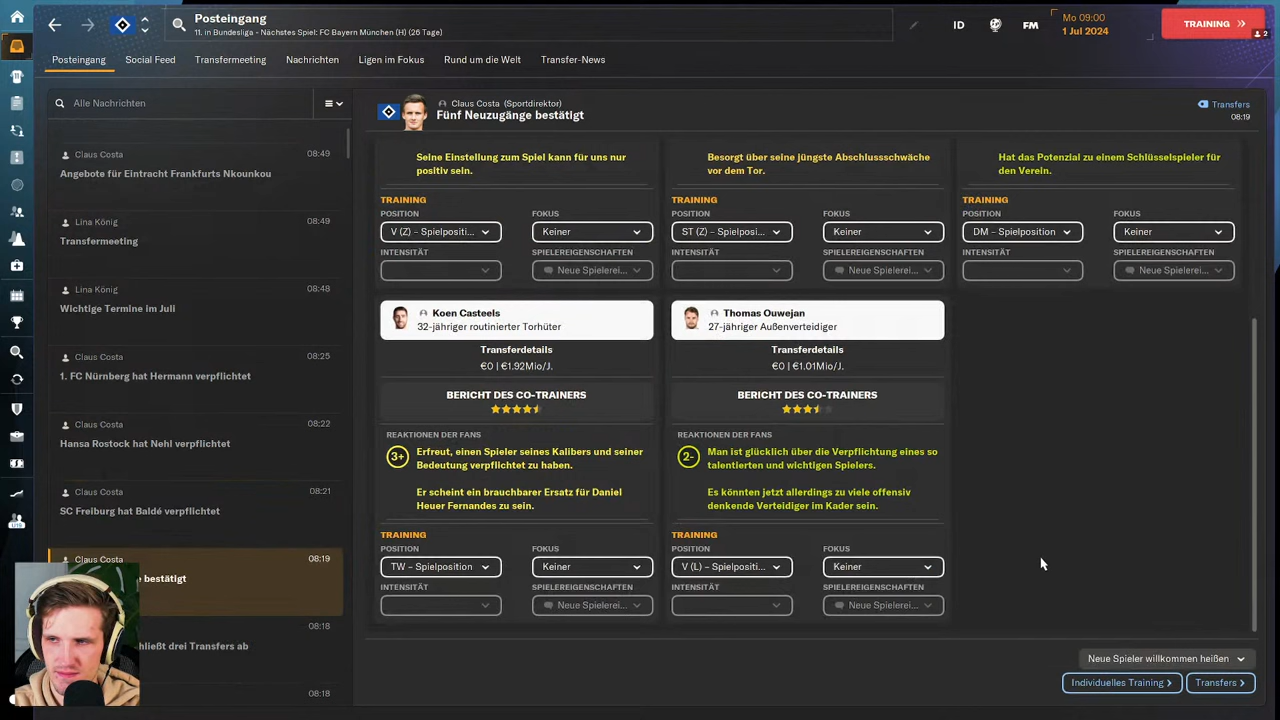 Posteingang
11. in Bundesliga - Nächstes Spiel: FC Bayern München (H) (26 Tage)
ID
FM
Mo 09:00
1 Jul 2024
TRAINING
2
Posteingang
Social Feed
Transfermeeting
Nachrichten
Ligen im Fokus
Rund um die Welt
Transfer-News
Alle Nachrichten
Claus Costa
08:49
Angebote für Eintracht Frankfurts Nkounkou
Lina König
08:49
Transfermeeting
Lina König
08:48
Wichtige Termine im Juli
Claus Costa
08:25
1. FC Nürnberg hat Hermann verpflichtet
Claus Costa
08:22
Hansa Rostock hat Nehl verpflichtet
Claus Costa
08:21
SC Freiburg hat Baldé verpflichtet
Claus Costa
08:19
bestätigt
08:18
schließt drei Transfers ab
08:18
Claus Costa (Sportdirektor)
Fünf Neuzugänge bestätigt
Transfers
08:19
Seine Einstellung zum Spiel kann für uns nur
positiv sein.
TRAINING
POSITION
FOKUS
V (Z) – Spielpositi...
Keiner
INTENSITÄT
SPIELEREIGENSCHAFTEN
Neue Spielerei...
Besorgt über seine jüngste Abschlussschwäche
vor dem Tor.
TRAINING
POSITION
FOKUS
ST (Z) – Spielposi...
Keiner
INTENSITÄT
SPIELEREIGENSCHAFTEN
Neue Spielerei...
Hat das Potenzial zu einem Schlüsselspieler für
den Verein.
TRAINING
POSITION
FOKUS
DM – Spielposition
Keiner
INTENSITÄT
SPIELEREIGENSCHAFTEN
Neue Spielerei...
Koen Casteels
32-jähriger routinierter Torhüter
Transferdetails
€0 | €1.92Mio/J.
BERICHT DES CO-TRAINERS
REAKTIONEN DER FANS
3+
Erfreut, einen Spieler seines Kalibers und seiner
Bedeutung verpflichtet zu haben.
Er scheint ein brauchbarer Ersatz für Daniel
Heuer Fernandes zu sein.
TRAINING
POSITION
FOKUS
TW – Spielposition
Keiner
INTENSITÄT
SPIELEREIGENSCHAFTEN
Neue Spielerei...
Thomas Ouwejan
27-jähriger Außenverteidiger
Transferdetails
€0 | €1.01Mio/J.
BERICHT DES CO-TRAINERS
REAKTIONEN DER FANS
2-
Man ist glücklich über die Verpflichtung eines so
talentierten und wichtigen Spielers.
Es könnten jetzt allerdings zu viele offensiv
denkende Verteidiger im Kader sein.
TRAINING
POSITION
FOKUS
V (L) – Spielpositi...
Keiner
INTENSITÄT
SPIELEREIGENSCHAFTEN
Neue Spielerei...
Neue Spieler willkommen heißen
Individuelles Training
Transfers